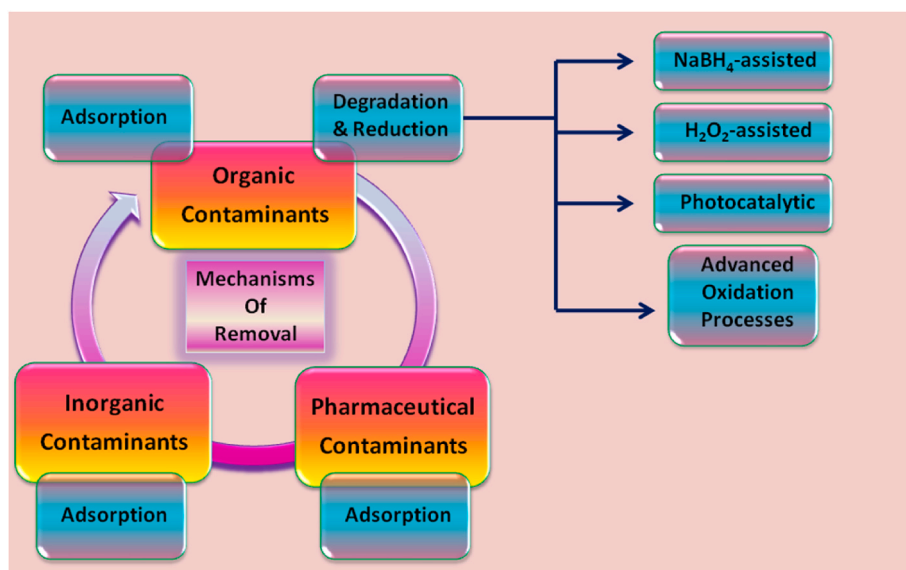 Adsorption
Degradation
& Reduction
Organic
Contaminants
Mechanisms
Of
Removal
Inorganic
Contaminants
Adsorption
Pharmaceutical
Contaminants
Adsorption
NaBH₄-assisted
H₂O₂-assisted
Photocatalytic
Advanced
Oxidation
Processes